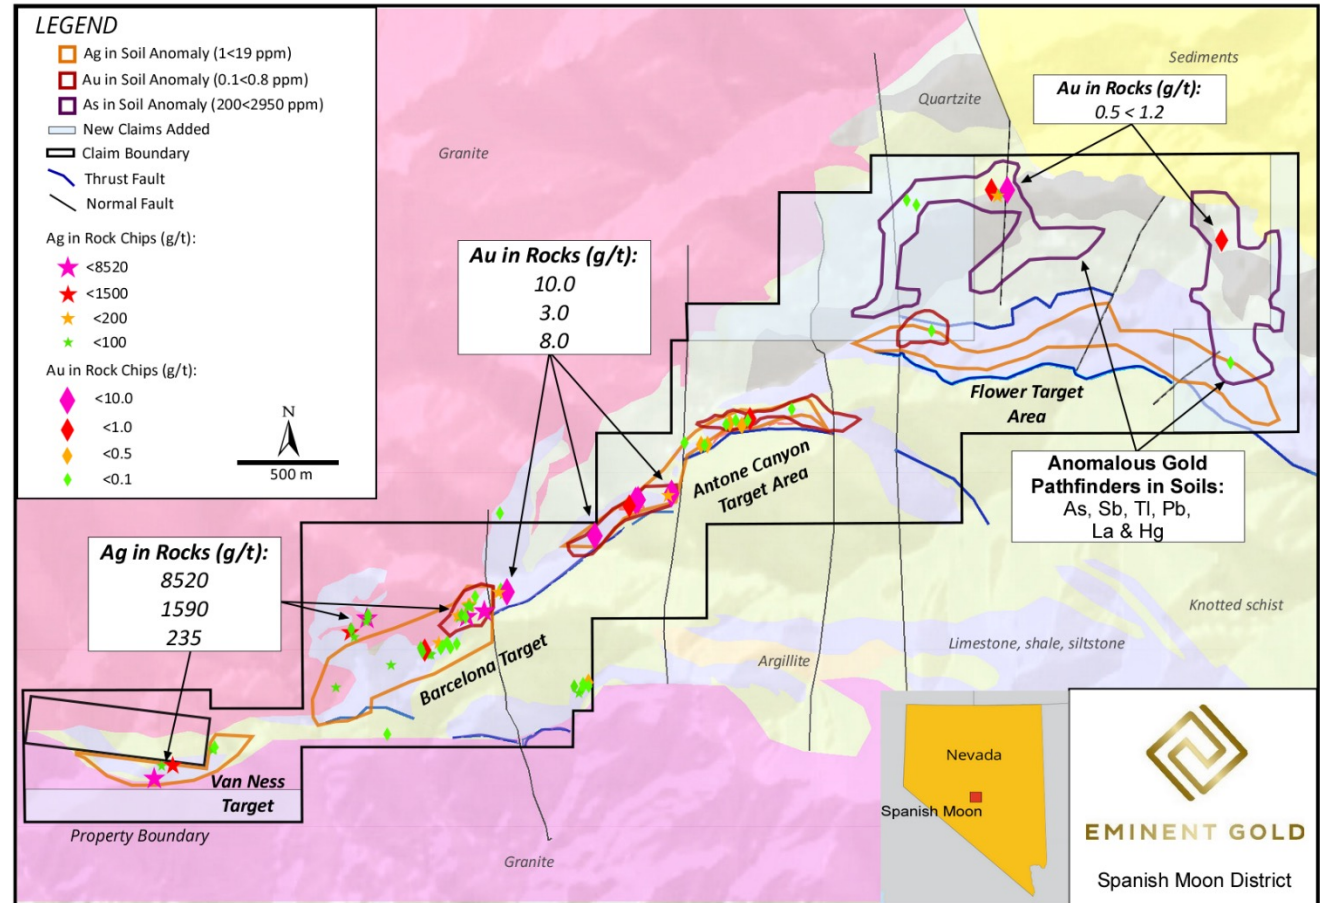 LEGEND
Ag in Soil Anomaly (1<19 ppm)
Au in Soil Anomaly (0.1<0.8 ppm)
As in Soil Anomaly (200<2950 ppm)
New Claims Added
Claim Boundary
Thrust Fault
Normal Fault
Ag in Rock Chips (g/t):
<8520
<1500
<200
<100
Au in Rock Chips (g/t):
<10.0
<1.0
<0.5
<0.1
N
500 m
Granite
Quartzite
Sediments
Au in Rocks (g/t):
0.5 < 1.2
Au in Rocks (g/t):
10.0
3.0
8.0
Flower Target
Area
Antone Canyon
Target Area
Anomalous Gold
Pathfinders in Soils:
As, Sb, Tl, Pb,
La & Hg
Ag in Rocks (g/t):
8520
1590
235
Barcelona Target
Knotted schist
Limestone, shale, siltstone
Argillite
Van Ness
Target
Property Boundary
Granite
Nevada
Spanish Moon
EMINENT GOLD
Spanish Moon District